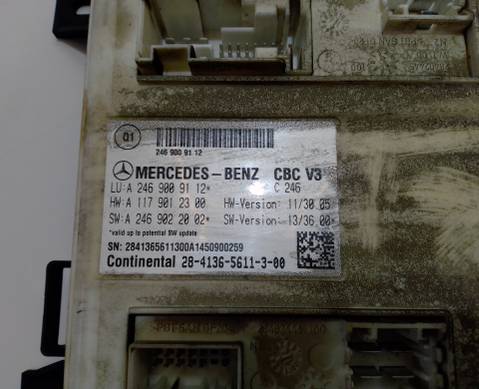 Q1
246 900 91 12
MERCEDES-BENZ CBC V3
LU: A 246 900 91 12* C 246
HW: A 117 901 23 00 HW-Version: 11/30.05
SW: A 246 902 20 02* SW-Version: 13/36.00*
*valid up to potential SW update
SN: 2841365611300A1450900259
Continental 28-4136-5611-3-00